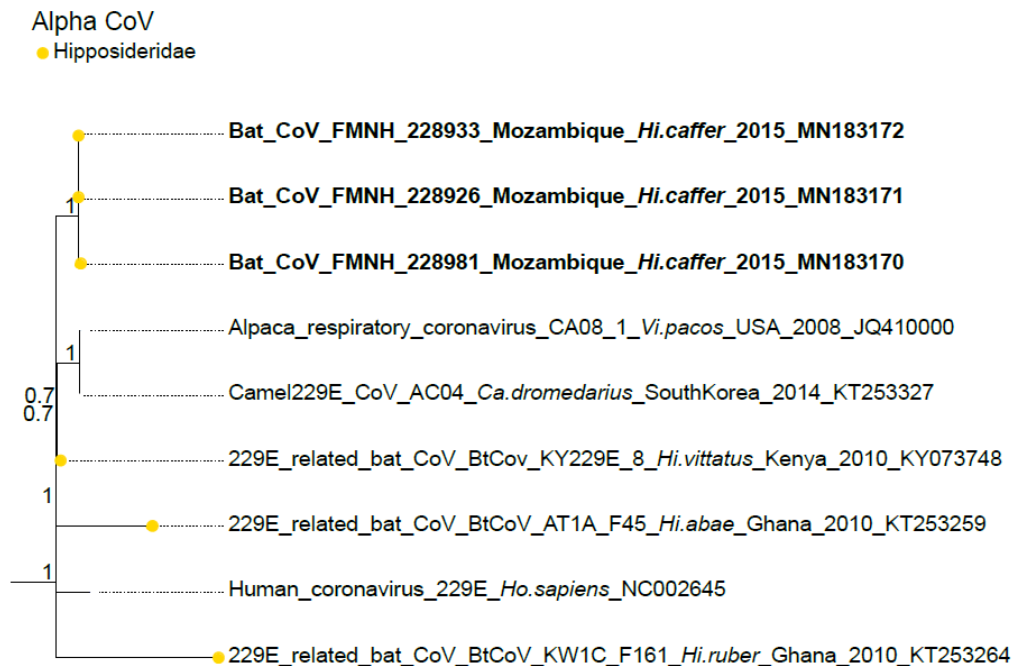 Alpha CoV
Hipposideridae
Bat_CoV_FMNH_228933_Mozambique_Hi.caffer_2015_MN183172
1
Bat_CoV_FMNH_228926_Mozambique_Hi.caffer_2015_MN183171
Bat_CoV_FMNH_228981_Mozambique_Hi.caffer_2015_MN183170
Alpaca_respiratory_coronavirus_CA08_1_Vi.pacos_USA_2008_JQ410000
1
Camel229E_CoV_AC04_Ca.dromedarius_SouthKorea_2014_KT253327
0.7
0.7
229E_related_bat_CoV_BtCov_KY229E_8_Hi.vittatus_Kenya_2010_KY073748
1
229E_related_bat_CoV_BtCoV_AT1A_F45_Hi.abae_Ghana_2010_KT253259
1
Human_coronavirus_229E_Ho.sapiens_NC002645
229E_related_bat_CoV_BtCoV_KW1C_F161_Hi.ruber_Ghana_2010_KT253264